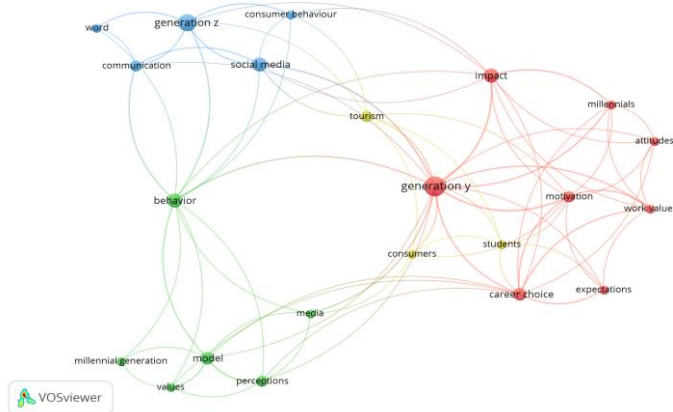 consumer behaviour
generation z
word
communication
social media
impact
millennials
tourism
attitudes
generation y
motivation
behavior
work values
students
consumers
expectations
career choice
media
millennial generation
model
values
perceptions
VOSviewer